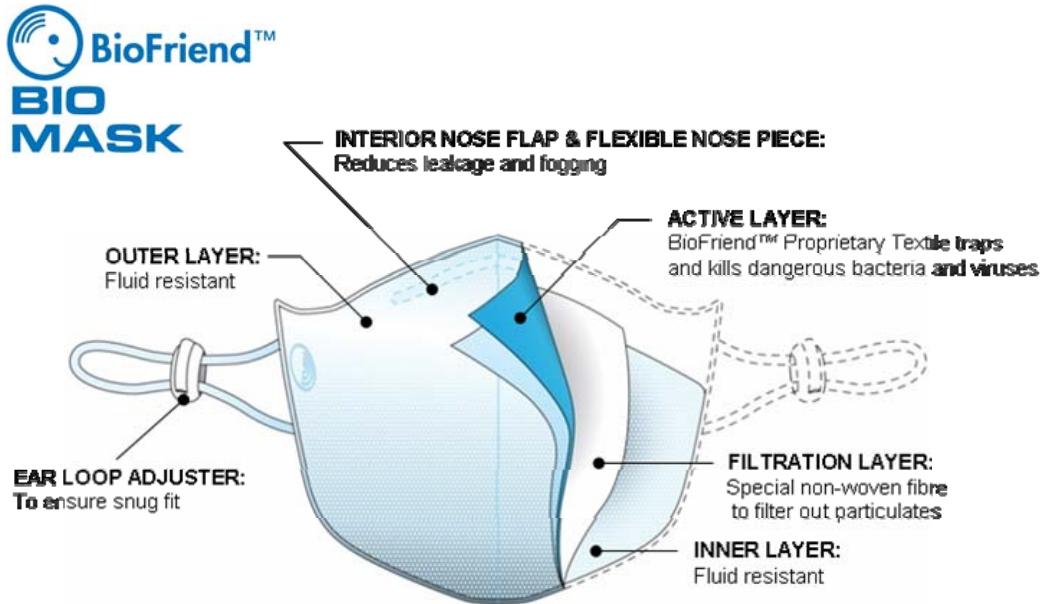 BioFriend™
BIO
MASK
INTERIOR NOSE FLAP & FLEXIBLE NOSE PIECE:
Reduces leakage and fogging
ACTIVE LAYER:
BioFriend™ Proprietary Textile traps
and kills dangerous bacteria and viruses
OUTER LAYER:
Fluid resistant
EAR LOOP ADJUSTER:
To ensure snug fit
FILTRATION LAYER:
Special non-woven fibre
to filter out particulates
INNER LAYER:
Fluid resistant